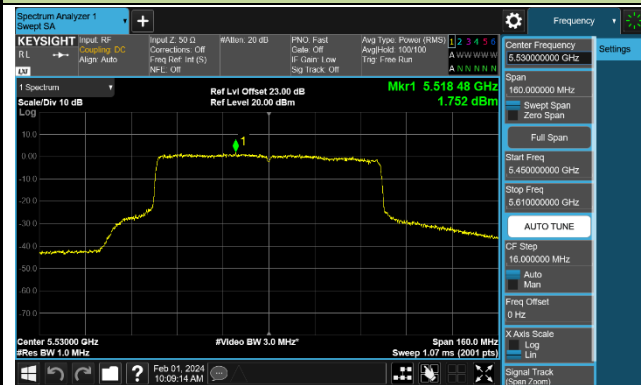 Spectrum Analyzer 1
Swept SA
Frequency
KEYSIGHT
RL
LXI
Input: RF
Coupling: DC
Align: Auto
Input Z: 50 Ω
Corrections: Off
Freq Ref: Int (S)
NFE: Off
#Atten: 20 dB
PNO: Fast
Gate: Off
IF Gain: Low
Sig Track: Off
Avg Type: Power (RMS)
Avg|Hold: 100/100
Trig: Free Run
1 2 3 4 5 6
A W W W W W
A N N N N N
1 Spectrum
Scale/Div 10 dB
Log
Ref Lvl Offset 23.00 dB
Ref Level 20.00 dBm
Mkr1 5.518 48 GHz
1.752 dBm
1
10.0
0.00
-10.0
-20.0
-30.0
-40.0
-50.0
-60.0
-70.0
Center 5.53000 GHz
#Res BW 1.0 MHz
#Video BW 3.0 MHz*
Span 160.0 MHz
Sweep 1.07 ms (2001 pts)
Feb 01, 2024
10:09:14 AM
Center Frequency
5.530000000 GHz
Settings
Span
160.000000 MHz
Swept Span
Zero Span
Full Span
Start Freq
5.450000000 GHz
Stop Freq
5.610000000 GHz
AUTO TUNE
CF Step
16.000000 MHz
Auto
Man
Freq Offset
0 Hz
X Axis Scale
Log
Lin
Signal Track
(Span Zoom)